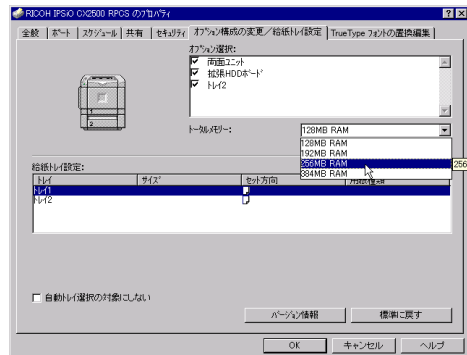 RICOH IPSiO CX2500 RPCS のプロパティ
全般 ポート スケジュール 共有 セキュリティ オプション構成の変更/給紙トレイ設定 TrueType フォントの置換編集
オプション選択:
両面ユニット
拡張HDDボード
トレイ2
1
2
トータルメモリー: 128MB RAM
128MB RAM
192MB RAM
256MB RAM 256
384MB RAM
給紙トレイ設定:
トレイ サイズ セット方向 用紙種類
トレイ1
トレイ2
自動トレイ選択の対象にしない
バージョン情報 標準に戻す
OK キャンセル ヘルプ